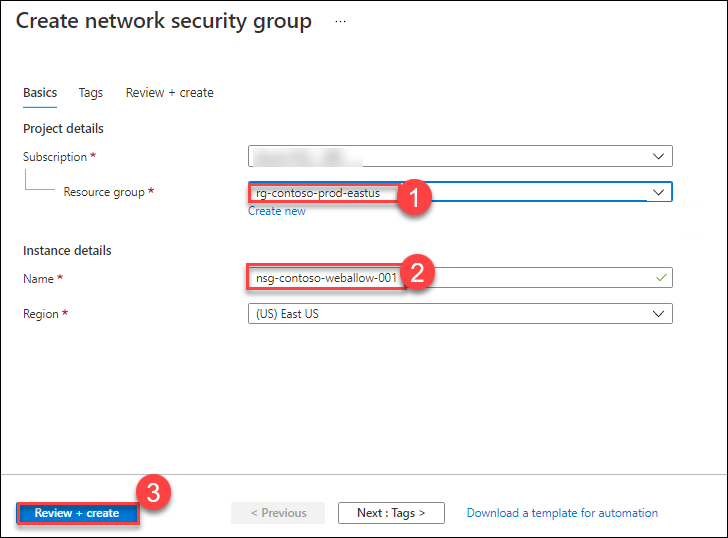 Create network security group ...
Basics Tags Review + create
Project details
Subscription *
Resource group * rg-contoso-prod-eastus 1
Create new
Instance details
Name * nsg-contoso-weballow-001 2
Region * (US) East US
3
Review + create < Previous Next : Tags > Download a template for automation